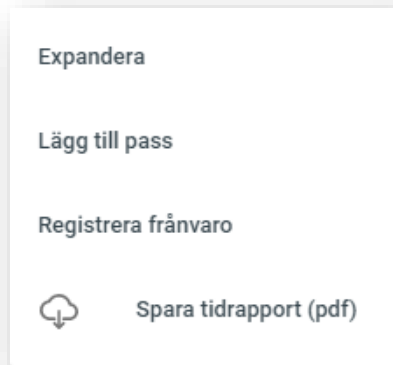 Expandera
Lägg till pass
Registrera frånvaro
Spara tidrapport (pdf)